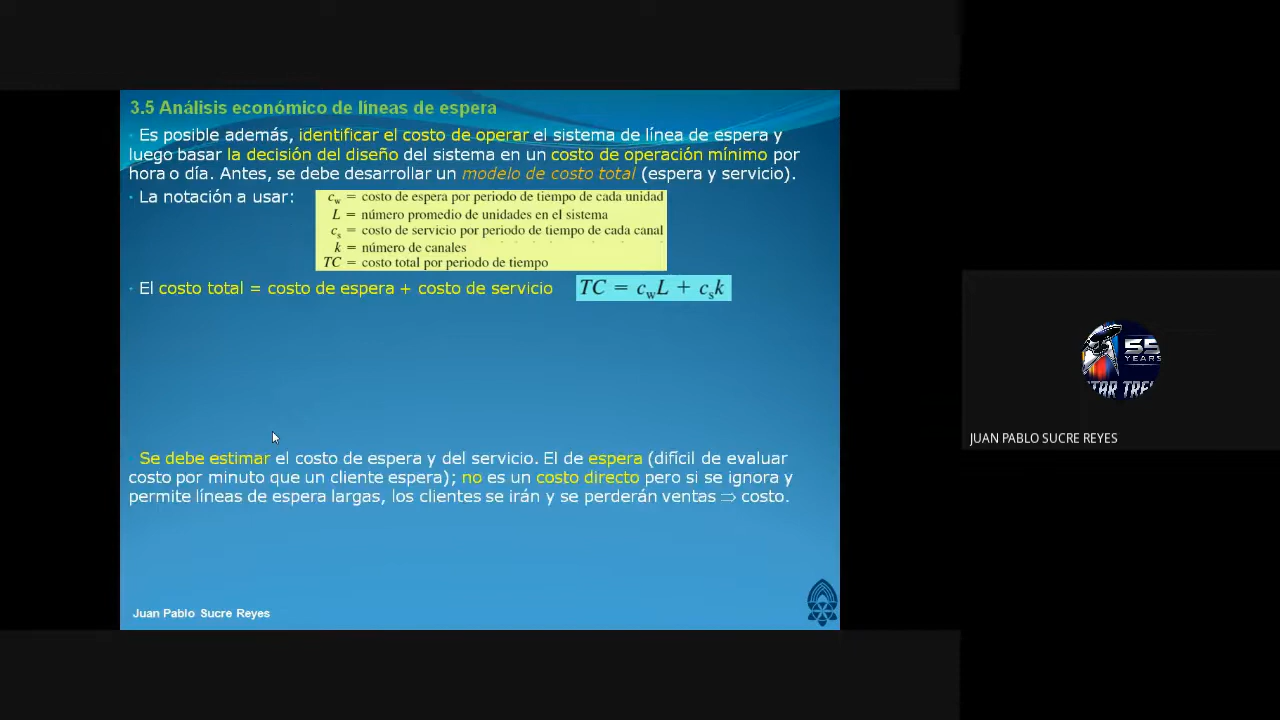 3.5 Análisis económico de líneas de espera
· Es posible además, identificar el costo de operar el sistema de línea de espera y
luego basar la decisión del diseño del sistema en un costo de operación mínimo por
hora o día. Antes, se debe desarrollar un modelo de costo total (espera y servicio).
· La notación a usar:
c_w = costo de espera por periodo de tiempo de cada unidad
L = número promedio de unidades en el sistema
c_s = costo de servicio por periodo de tiempo de cada canal
k = número de canales
TC = costo total por periodo de tiempo
· El costo total = costo de espera + costo de servicio TC = c_wL + c_sk
· Se debe estimar el costo de espera y del servicio. El de espera (difícil de evaluar
costo por minuto que un cliente espera); no es un costo directo pero si se ignora y
permite líneas de espera largas, los clientes se irán y se perderán ventas ⇒ costo.
Juan Pablo Sucre Reyes
55
YEARS
STAR TRE
JUAN PABLO SUCRE REYES